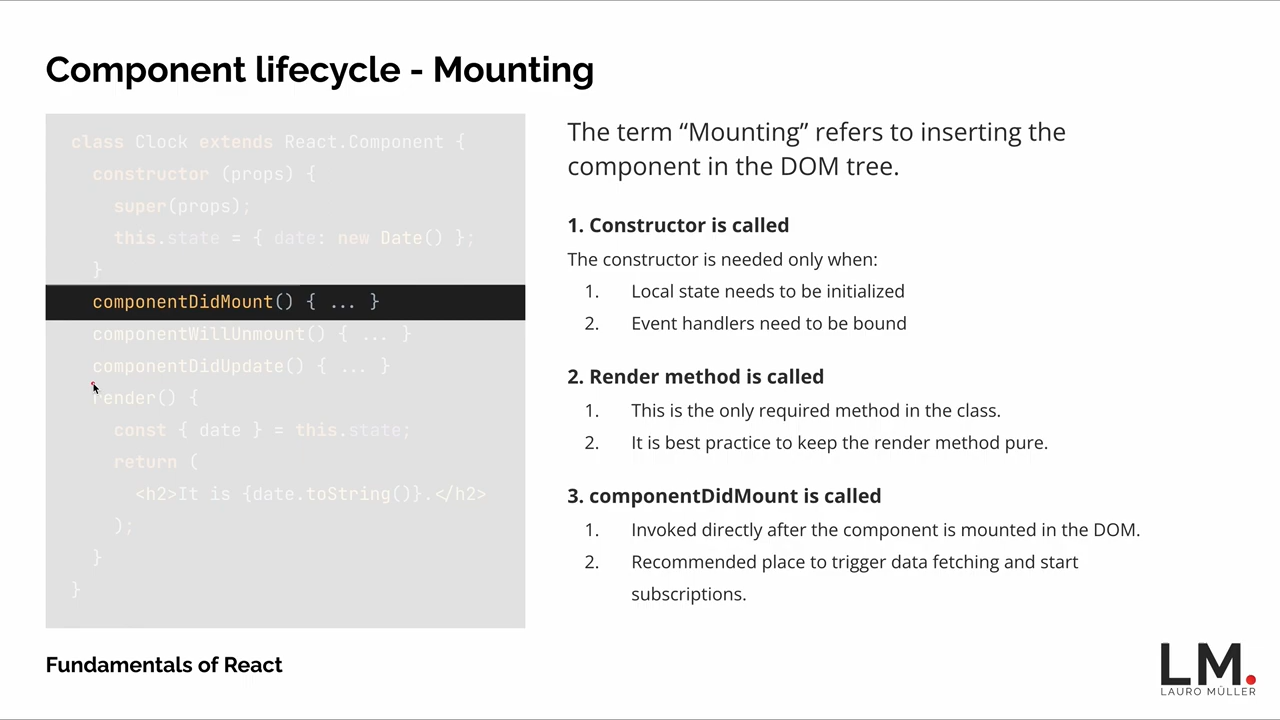 Component lifecycle - Mounting
class Clock extends React.Component {
constructor (props) {
super(props);
this.state = { date: new Date() };
}
componentDidMount() { ... }
componentWillUnmount() { ... }
componentDidUpdate() { ... }
render() {
const { date } = this.state;
return (
<h2>It is {date.toString()}.</h2>
);
}
}
The term “Mounting” refers to inserting the
component in the DOM tree.
1. Constructor is called
The constructor is needed only when:
1. Local state needs to be initialized
2. Event handlers need to be bound
2. Render method is called
1. This is the only required method in the class.
2. It is best practice to keep the render method pure.
3. componentDidMount is called
1. Invoked directly after the component is mounted in the DOM.
2. Recommended place to trigger data fetching and start
subscriptions.
Fundamentals of React
LM.
LAURO MÜLLER